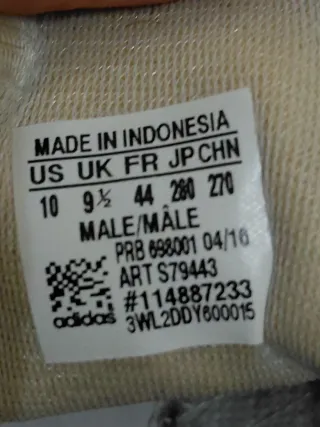 MADE IN INDONESIA
US UK FR JP CHN
10 9½ 44 280 270
MALE/MÂLE
PRB 698001 04/16
ART S79443
#114887233
adidas 3WL2DDY600015